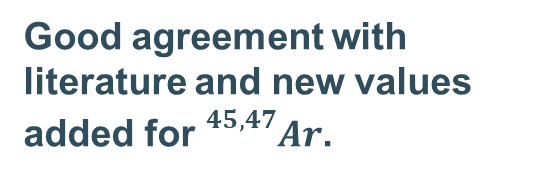 Good agreement with
literature and new values
added for ⁴⁵,⁴⁷Ar.